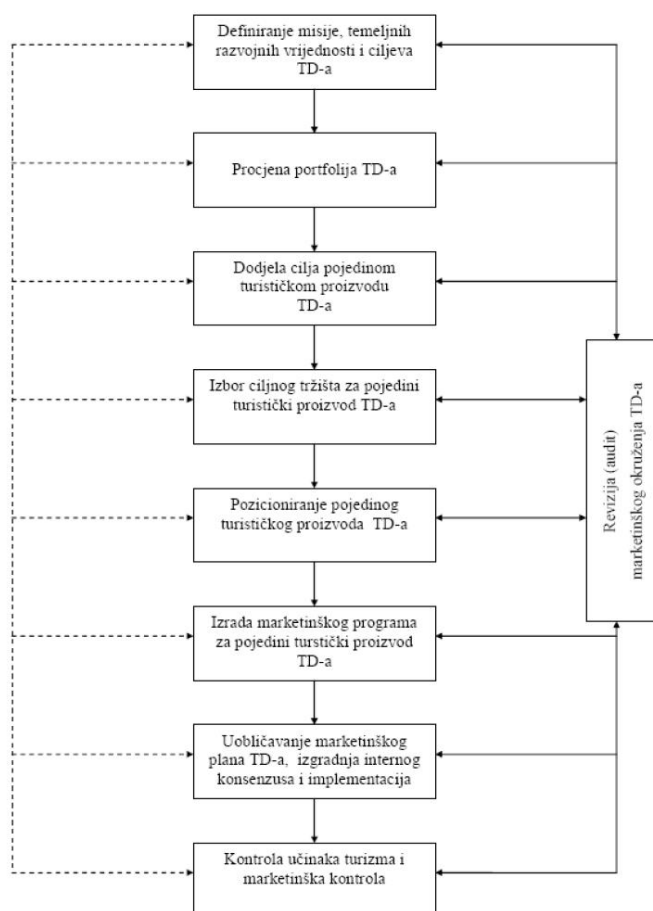 Definiranje misije, temeljnih
razvojnih vrijednosti i ciljeva
TD-a
Procjena portfolija TD-a
Dodjela cilja pojedinom
turističkom proizvodu
TD-a
Izbor ciljnog tržišta za pojedini
turistički proizvod TD-a
Pozicioniranje pojedinog
turističkog proizvoda TD-a
Izrada marketinškog programa
za pojedini turstički proizvod
TD-a
Uobličavanje marketinškog
plana TD-a, izgradnja internog
konsenzusa i implementacija
Kontrola učinaka turizma i
marketinška kontrola
Revizija (audit)
marketinškog okruženja TD-a